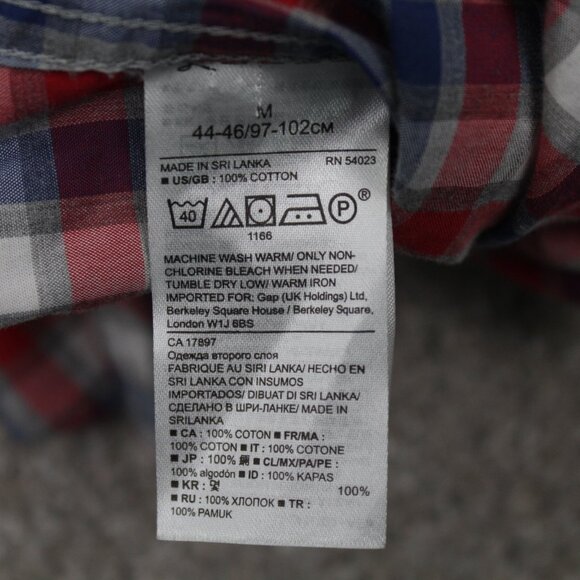 M
44-46/97-102CM
MADE IN SRI LANKA RN 54023
■ US/GB : 100% COTTON
40 P ®
1166
MACHINE WASH WARM/ ONLY NON-
CHLORINE BLEACH WHEN NEEDED/
TUMBLE DRY LOW/ WARM IRON
IMPORTED FOR: Gap (UK Holdings) Ltd,
Berkeley Square House / Berkeley Square,
London W1J 6BS
CA 17897
Одежда второго слоя
FABRIQUE AU SIRI LANKA/ HECHO EN
SRI LANKA CON INSUMOS
IMPORTADOS/ DIBUAT DI SRI LANKA/
СДЕЛАНО В ШРИ-ЛАНКЕ/ MADE IN
SRILANKA
■ CA : 100% COTON ■ FR/MA :
100% COTON ■ IT : 100% COTONE
■ JP : 100% 綿 ■ CL/MX/PA/PE :
100% algodón ■ ID : 100% KAPAS
■ KR : 면 100%
■ RU : 100% ХЛОПОК ■ TR :
100% PAMUK